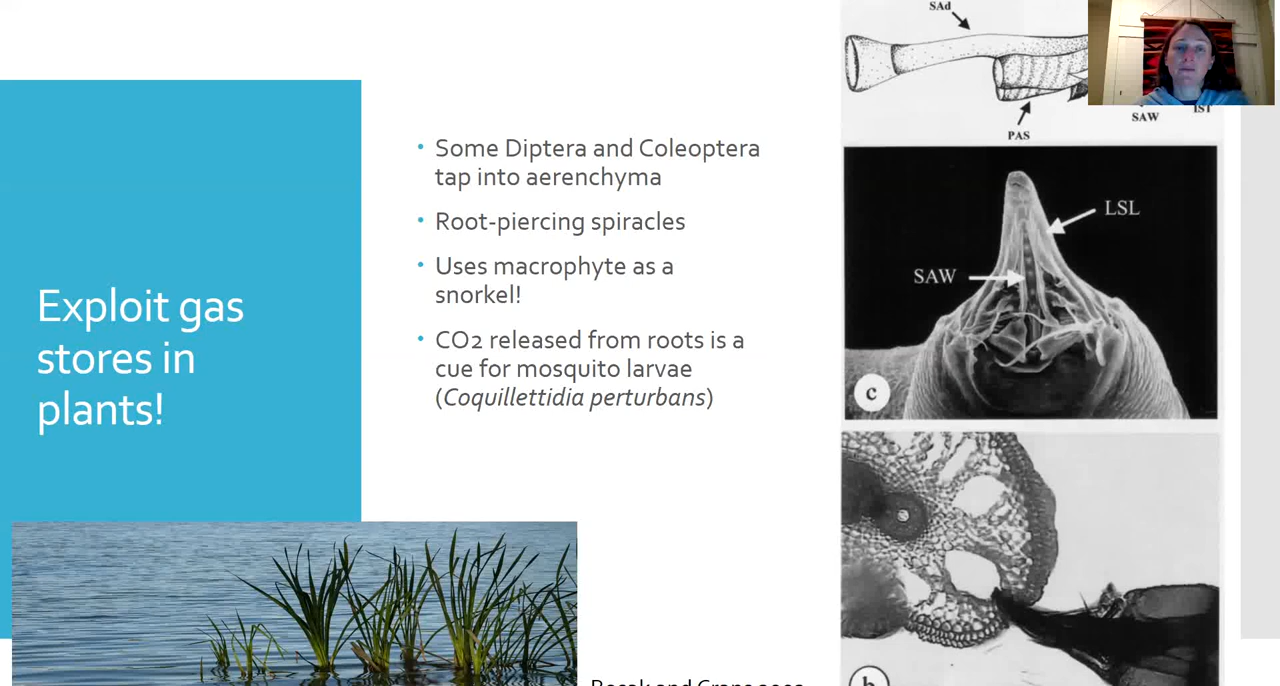 Exploit gas
stores in
plants!
• Some Diptera and Coleoptera
tap into aerenchyma
• Root-piercing spiracles
• Uses macrophyte as a
snorkel!
• CO2 released from roots is a
cue for mosquito larvae
(Coquillettidia perturbans)
SAd
PAS
SAW
LSL
SAW
c
b